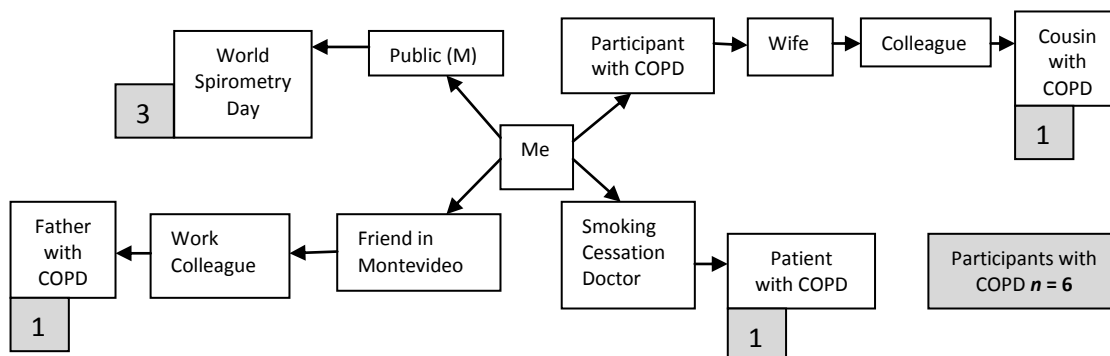 World
Spirometry
Day
3
Public (M)
Participant
with COPD
Wife
Colleague
Cousin
with
COPD
1
Me
Father
with
COPD
1
Work
Colleague
Friend in
Montevideo
Smoking
Cessation
Doctor
Patient
with COPD
1
Participants with
COPD n = 6